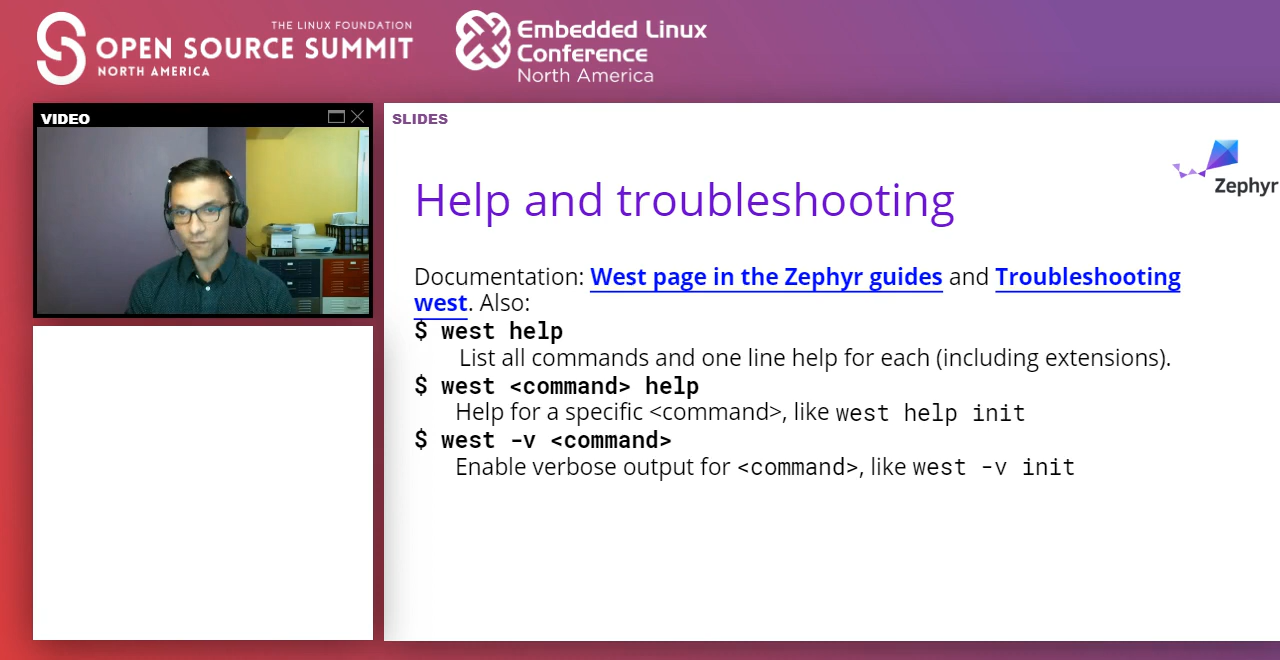 THE LINUX FOUNDATION
OPEN SOURCE SUMMIT
NORTH AMERICA
Embedded Linux
Conference
North America
VIDEO
SLIDES
Zephyr
Help and troubleshooting
Documentation: West page in the Zephyr guides and Troubleshooting
west. Also:
$ west help
List all commands and one line help for each (including extensions).
$ west <command> help
Help for a specific <command>, like west help init
$ west -v <command>
Enable verbose output for <command>, like west -v init